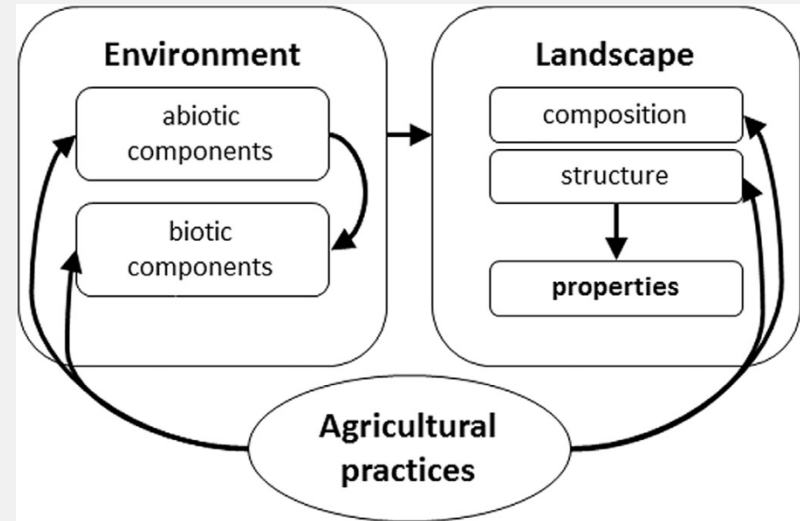 Environment
abiotic
components
biotic
components
Landscape
composition
structure
properties
Agricultural
practices